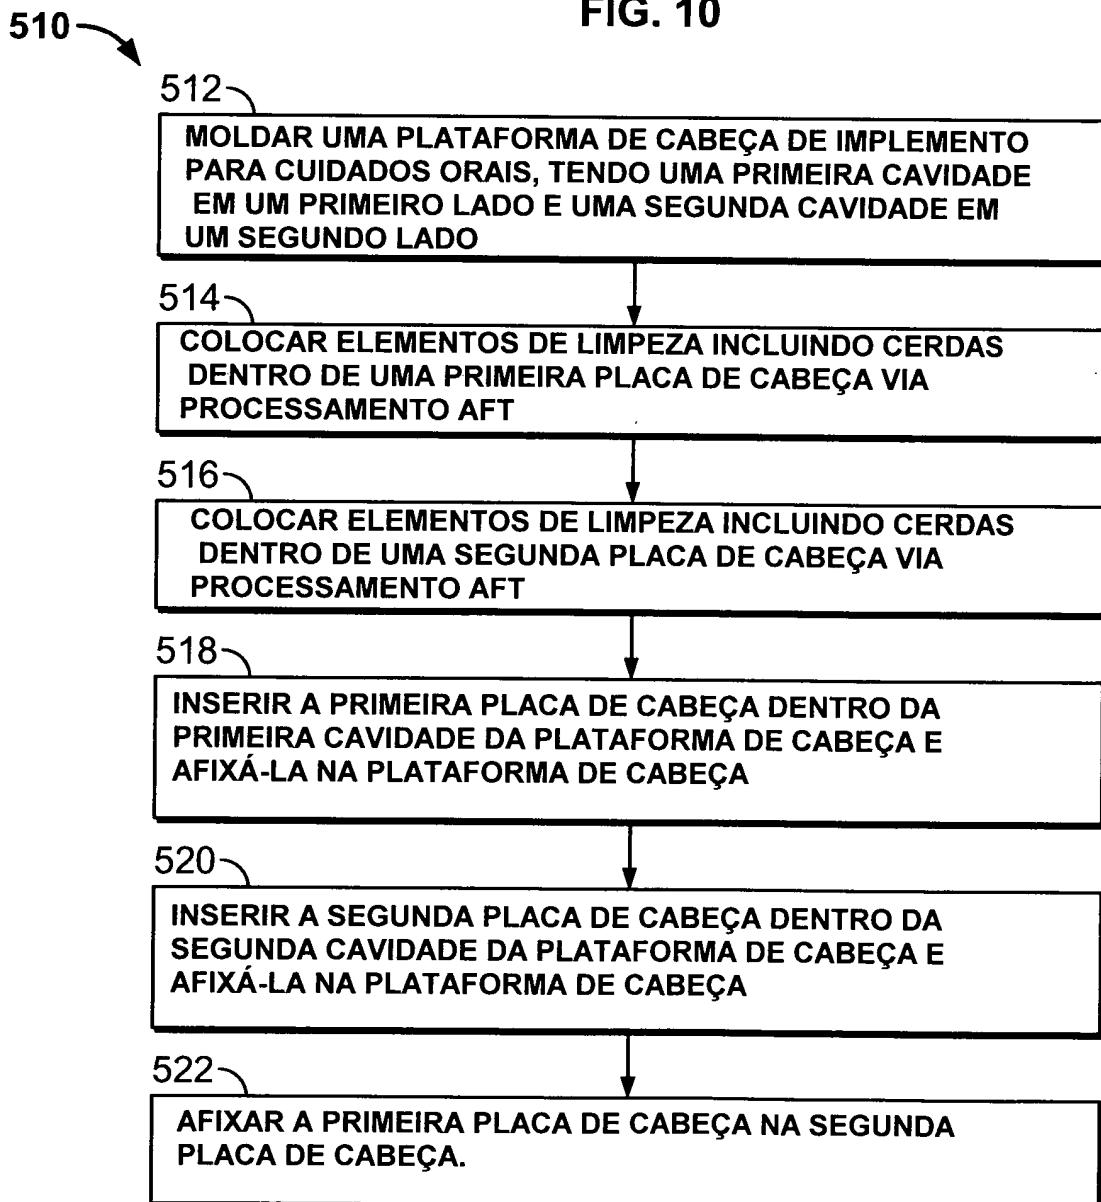 FIG. 10
510
512
MOLDAR UMA PLATAFORMA DE CABEÇA DE IMPLEMENTO
PARA CUIDADOS ORAIS, TENDO UMA PRIMEIRA CAVIDADE
EM UM PRIMEIRO LADO E UMA SEGUNDA CAVIDADE EM
UM SEGUNDO LADO
514
COLOCAR ELEMENTOS DE LIMPEZA INCLUINDO CERDAS
DENTRO DE UMA PRIMEIRA PLACA DE CABEÇA VIA
PROCESSAMENTO AFT
516
COLOCAR ELEMENTOS DE LIMPEZA INCLUINDO CERDAS
DENTRO DE UMA SEGUNDA PLACA DE CABEÇA VIA
PROCESSAMENTO AFT
518
INSERIR A PRIMEIRA PLACA DE CABEÇA DENTRO DA
PRIMEIRA CAVIDADE DA PLATAFORMA DE CABEÇA E
AFIXÁ-LA NA PLATAFORMA DE CABEÇA
520
INSERIR A SEGUNDA PLACA DE CABEÇA DENTRO DA
SEGUNDA CAVIDADE DA PLATAFORMA DE CABEÇA E
AFIXÁ-LA NA PLATAFORMA DE CABEÇA
522
AFIXAR A PRIMEIRA PLACA DE CABEÇA NA SEGUNDA
PLACA DE CABEÇA.